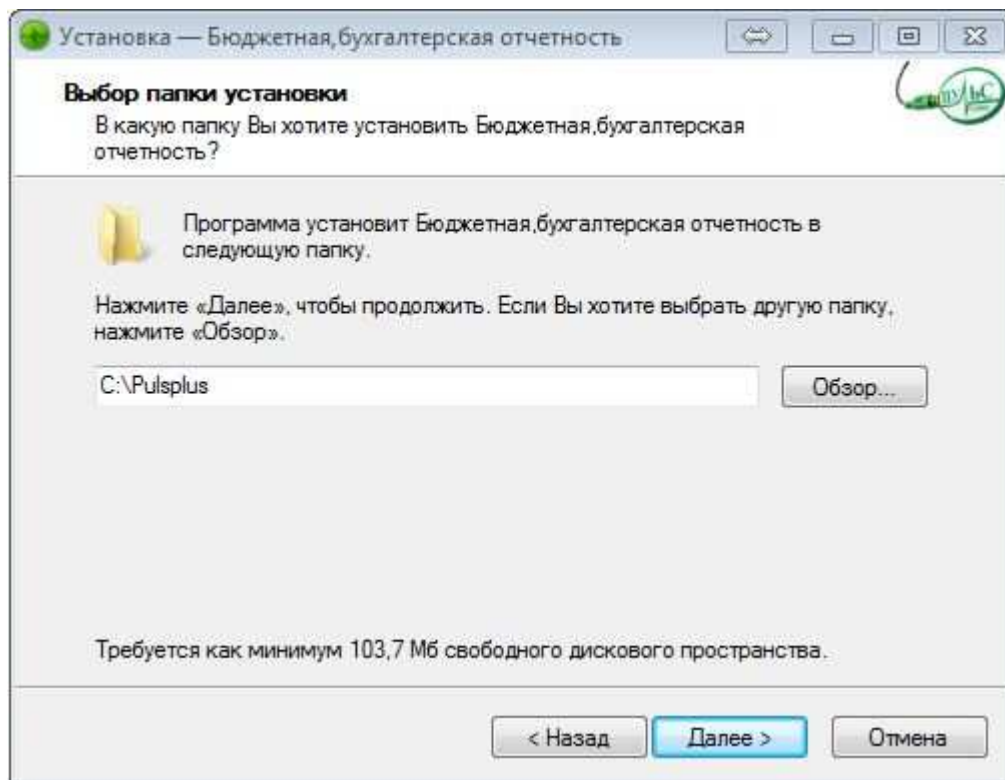 Установка — Бюджетная,бухгалтерская отчетность
Выбор папки установки
В какую папку Вы хотите установить Бюджетная,бухгалтерская
отчетность?
Программа установит Бюджетная,бухгалтерская отчетность в
следующую папку.
Нажмите «Далее», чтобы продолжить. Если Вы хотите выбрать другую папку,
нажмите «Обзор».
C:\Pulsplus
Обзор...
Требуется как минимум 103,7 Мб свободного дискового пространства.
< Назад
Далее >
Отмена